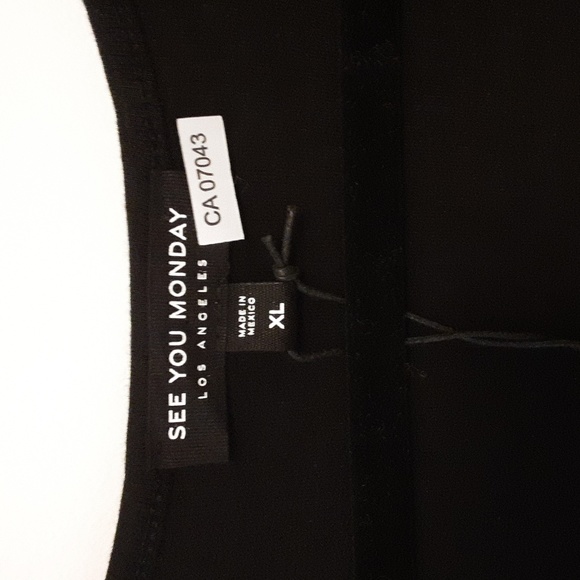 SEE YOU MONDAY
LOS ANGELES
CA 07043
MADE IN
MEXICO
XL